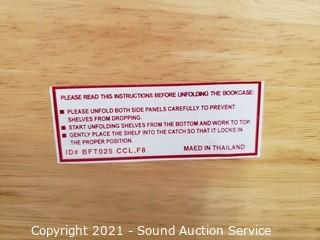 PLEASE READ THIS INSTRUCTIONS BEFORE UNFOLDING THE BOOKCASE:
■ PLEASE UNFOLD BOTH SIDE PANELS CAREFULLY TO PREVENT
SHELVES FROM DROPPING.
■ START UNFOLDING SHELVES FROM THE BOTTOM AND WORK TO TOP.
■ GENTLY PLACE THE SHELF INTO THE CATCH SO THAT IT LOCKS IN
THE PROPER POSITION.
ID# BFT025 CCL,F8 MAED IN THAILAND
Copyright 2021 - Sound Auction Service